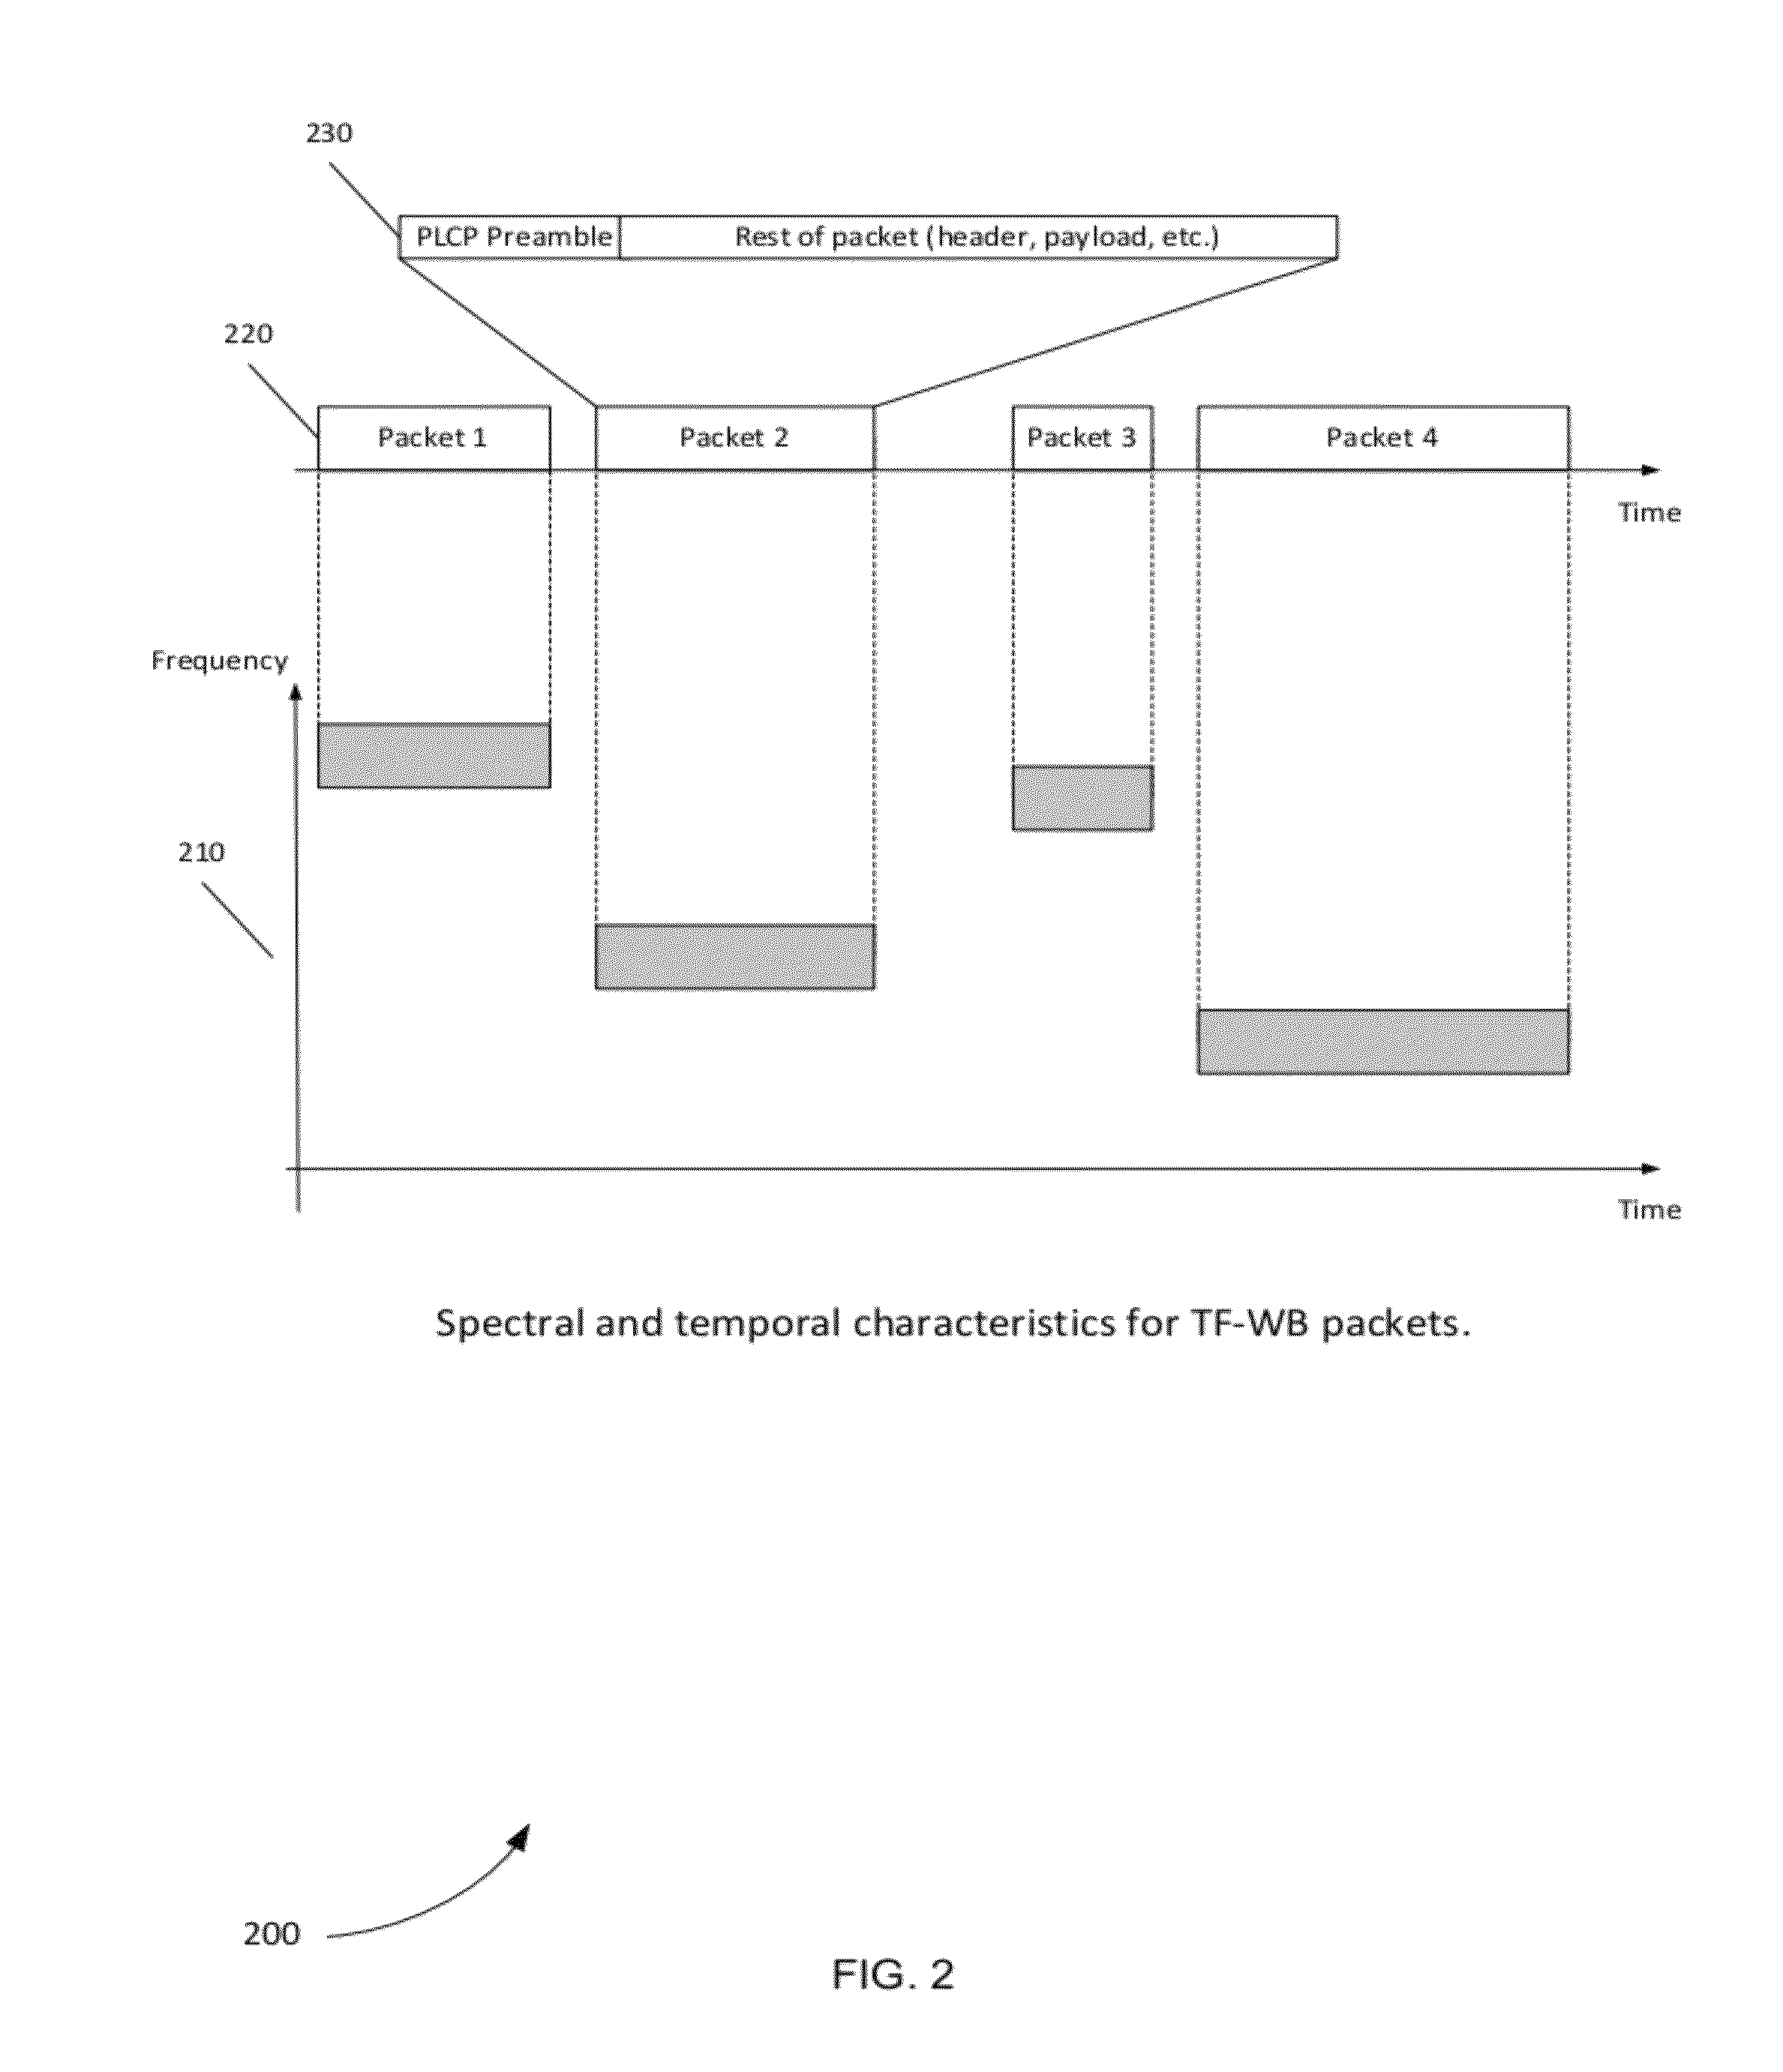 230
PLCP Preamble Rest of packet (header, payload, etc.)
220
Packet 1 Packet 2 Packet 3 Packet 4
Time
Frequency
210
Time
Spectral and temporal characteristics for TF-WB packets.
200
FIG. 2